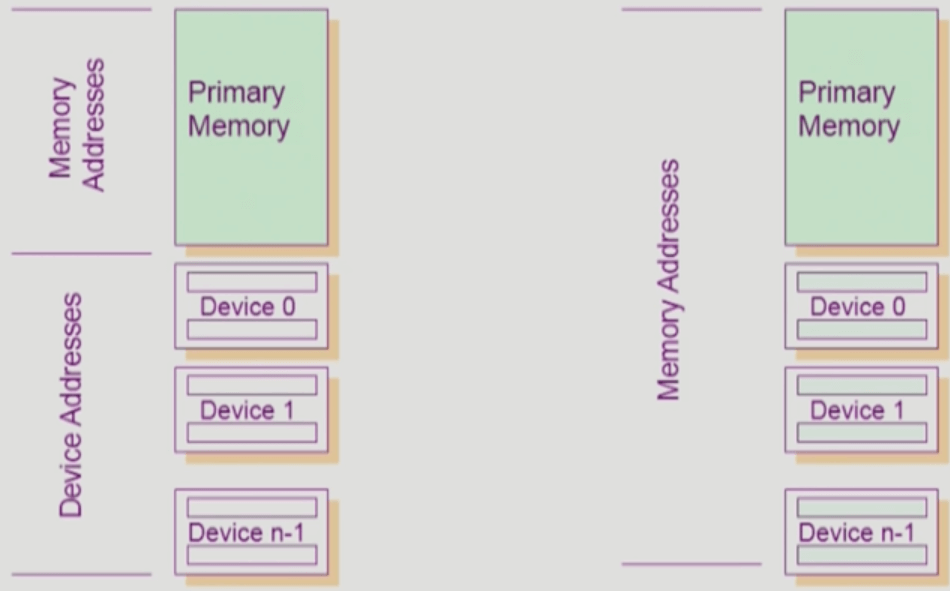 Memory
Addresses
Primary
Memory
Device Addresses
Device 0
Device 1
Device n-1
Memory Addresses
Primary
Memory
Device 0
Device 1
Device n-1